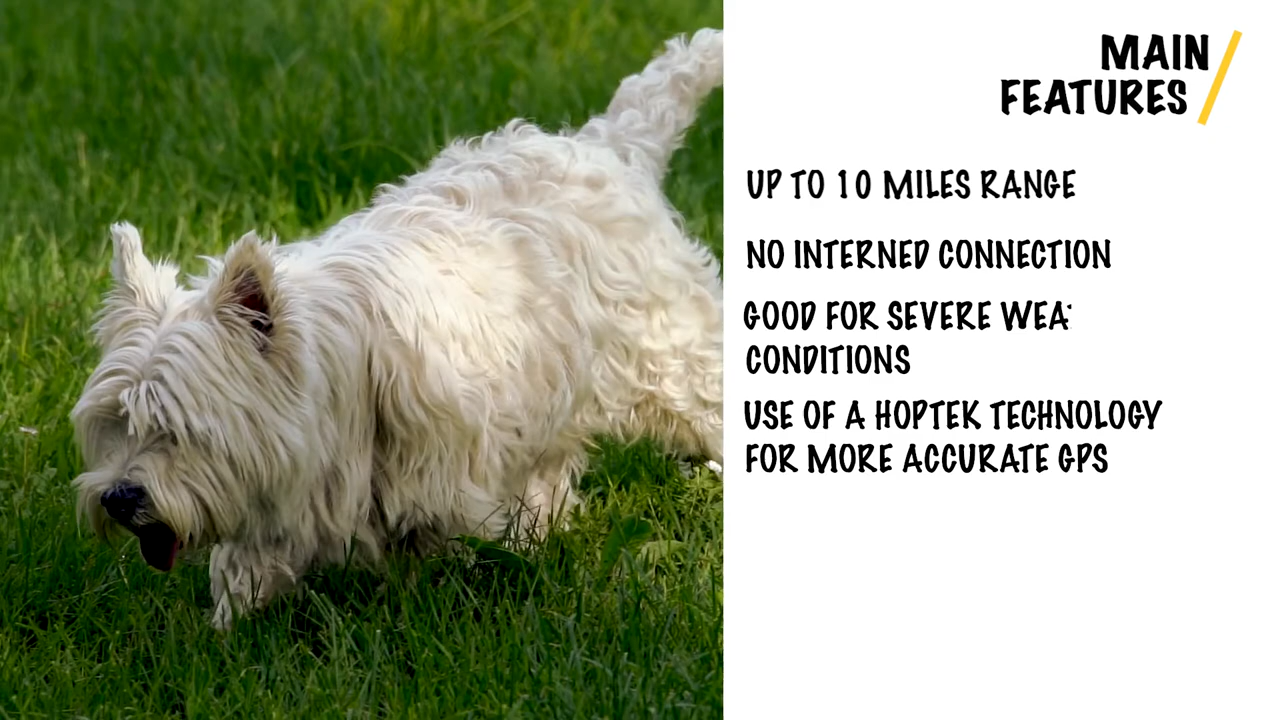 MAIN
FEATURES
UP TO 10 MILES RANGE
NO INTERNED CONNECTION
GOOD FOR SEVERE
CONDITIONS
USE OF A HOPTEK TECHNOLOGY
FOR MORE ACCURATE GPS